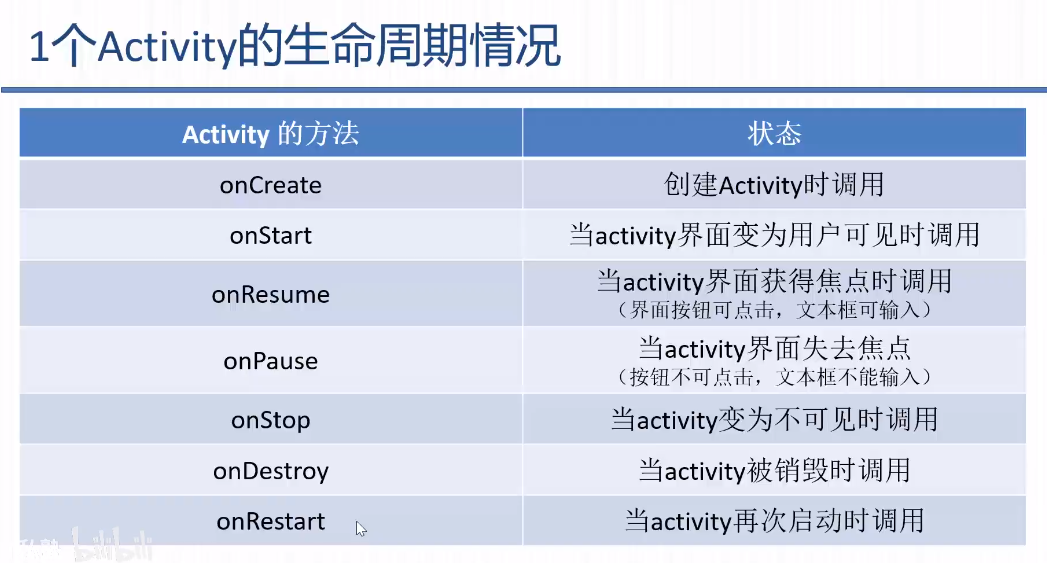 1个Activity的生命周期情况
Activity 的方法
状态
onCreate
创建Activity时调用
onStart
当activity界面变为用户可见时调用
onResume
当activity界面获得焦点时调用
（界面按钮可点击，文本框可输入）
onPause
当activity界面失去焦点
（按钮不可点击，文本框不能输入）
onStop
当activity变为不可见时调用
onDestroy
当activity被销毁时调用
onRestart
当activity再次启动时调用
bilibili